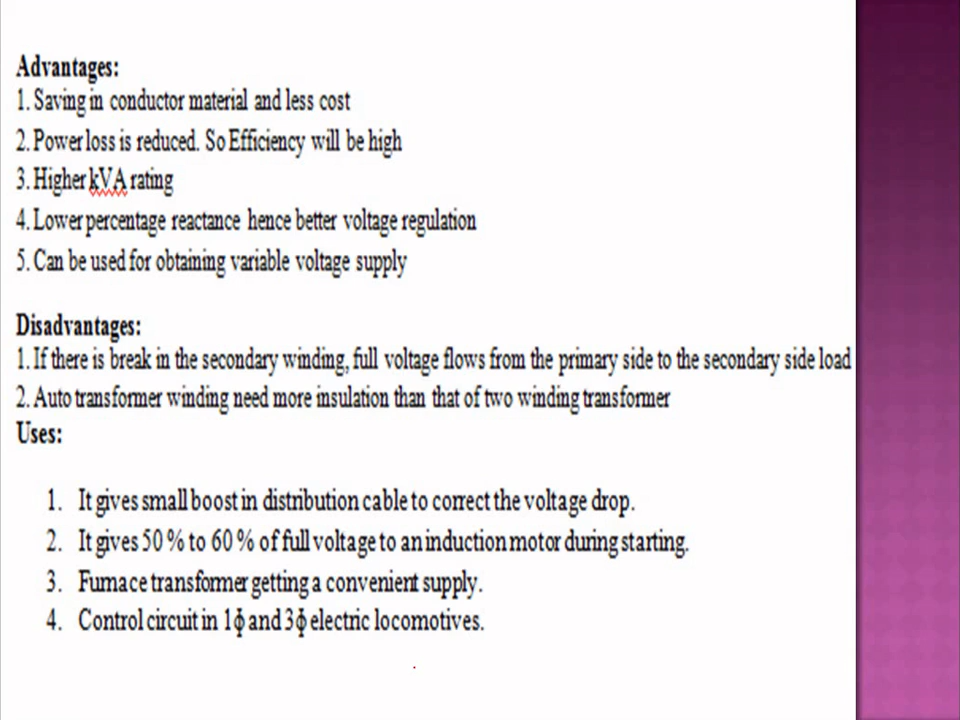 Advantages:
1. Saving in conductor material and less cost
2. Power loss is reduced. So Efficiency will be high
3. Higher kVA rating
4. Lower percentage reactance hence better voltage regulation
5. Can be used for obtaining variable voltage supply
Disadvantages:
1. If there is break in the secondary winding, full voltage flows from the primary side to the secondary side load
2. Auto transformer winding need more insulation than that of two winding transformer
Uses:
1. It gives small boost in distribution cable to correct the voltage drop.
2. It gives 50 % to 60 % of full voltage to an induction motor during starting.
3. Furnace transformer getting a convenient supply.
4. Control circuit in 1ϕ and 3ϕ electric locomotives.
.